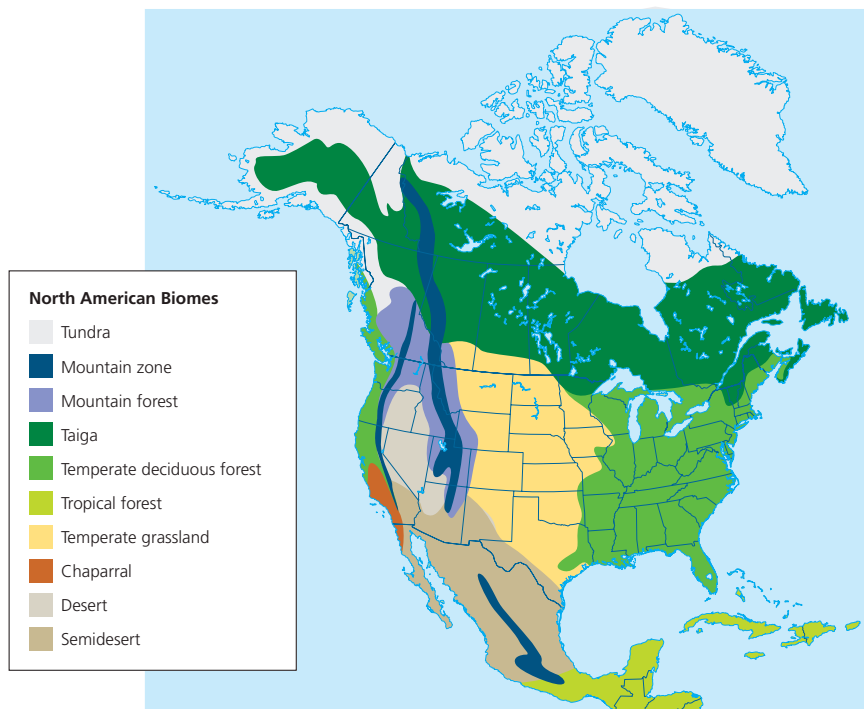 North American Biomes
Tundra
Mountain zone
Mountain forest
Taiga
Temperate deciduous forest
Tropical forest
Temperate grassland
Chaparral
Desert
Semidesert